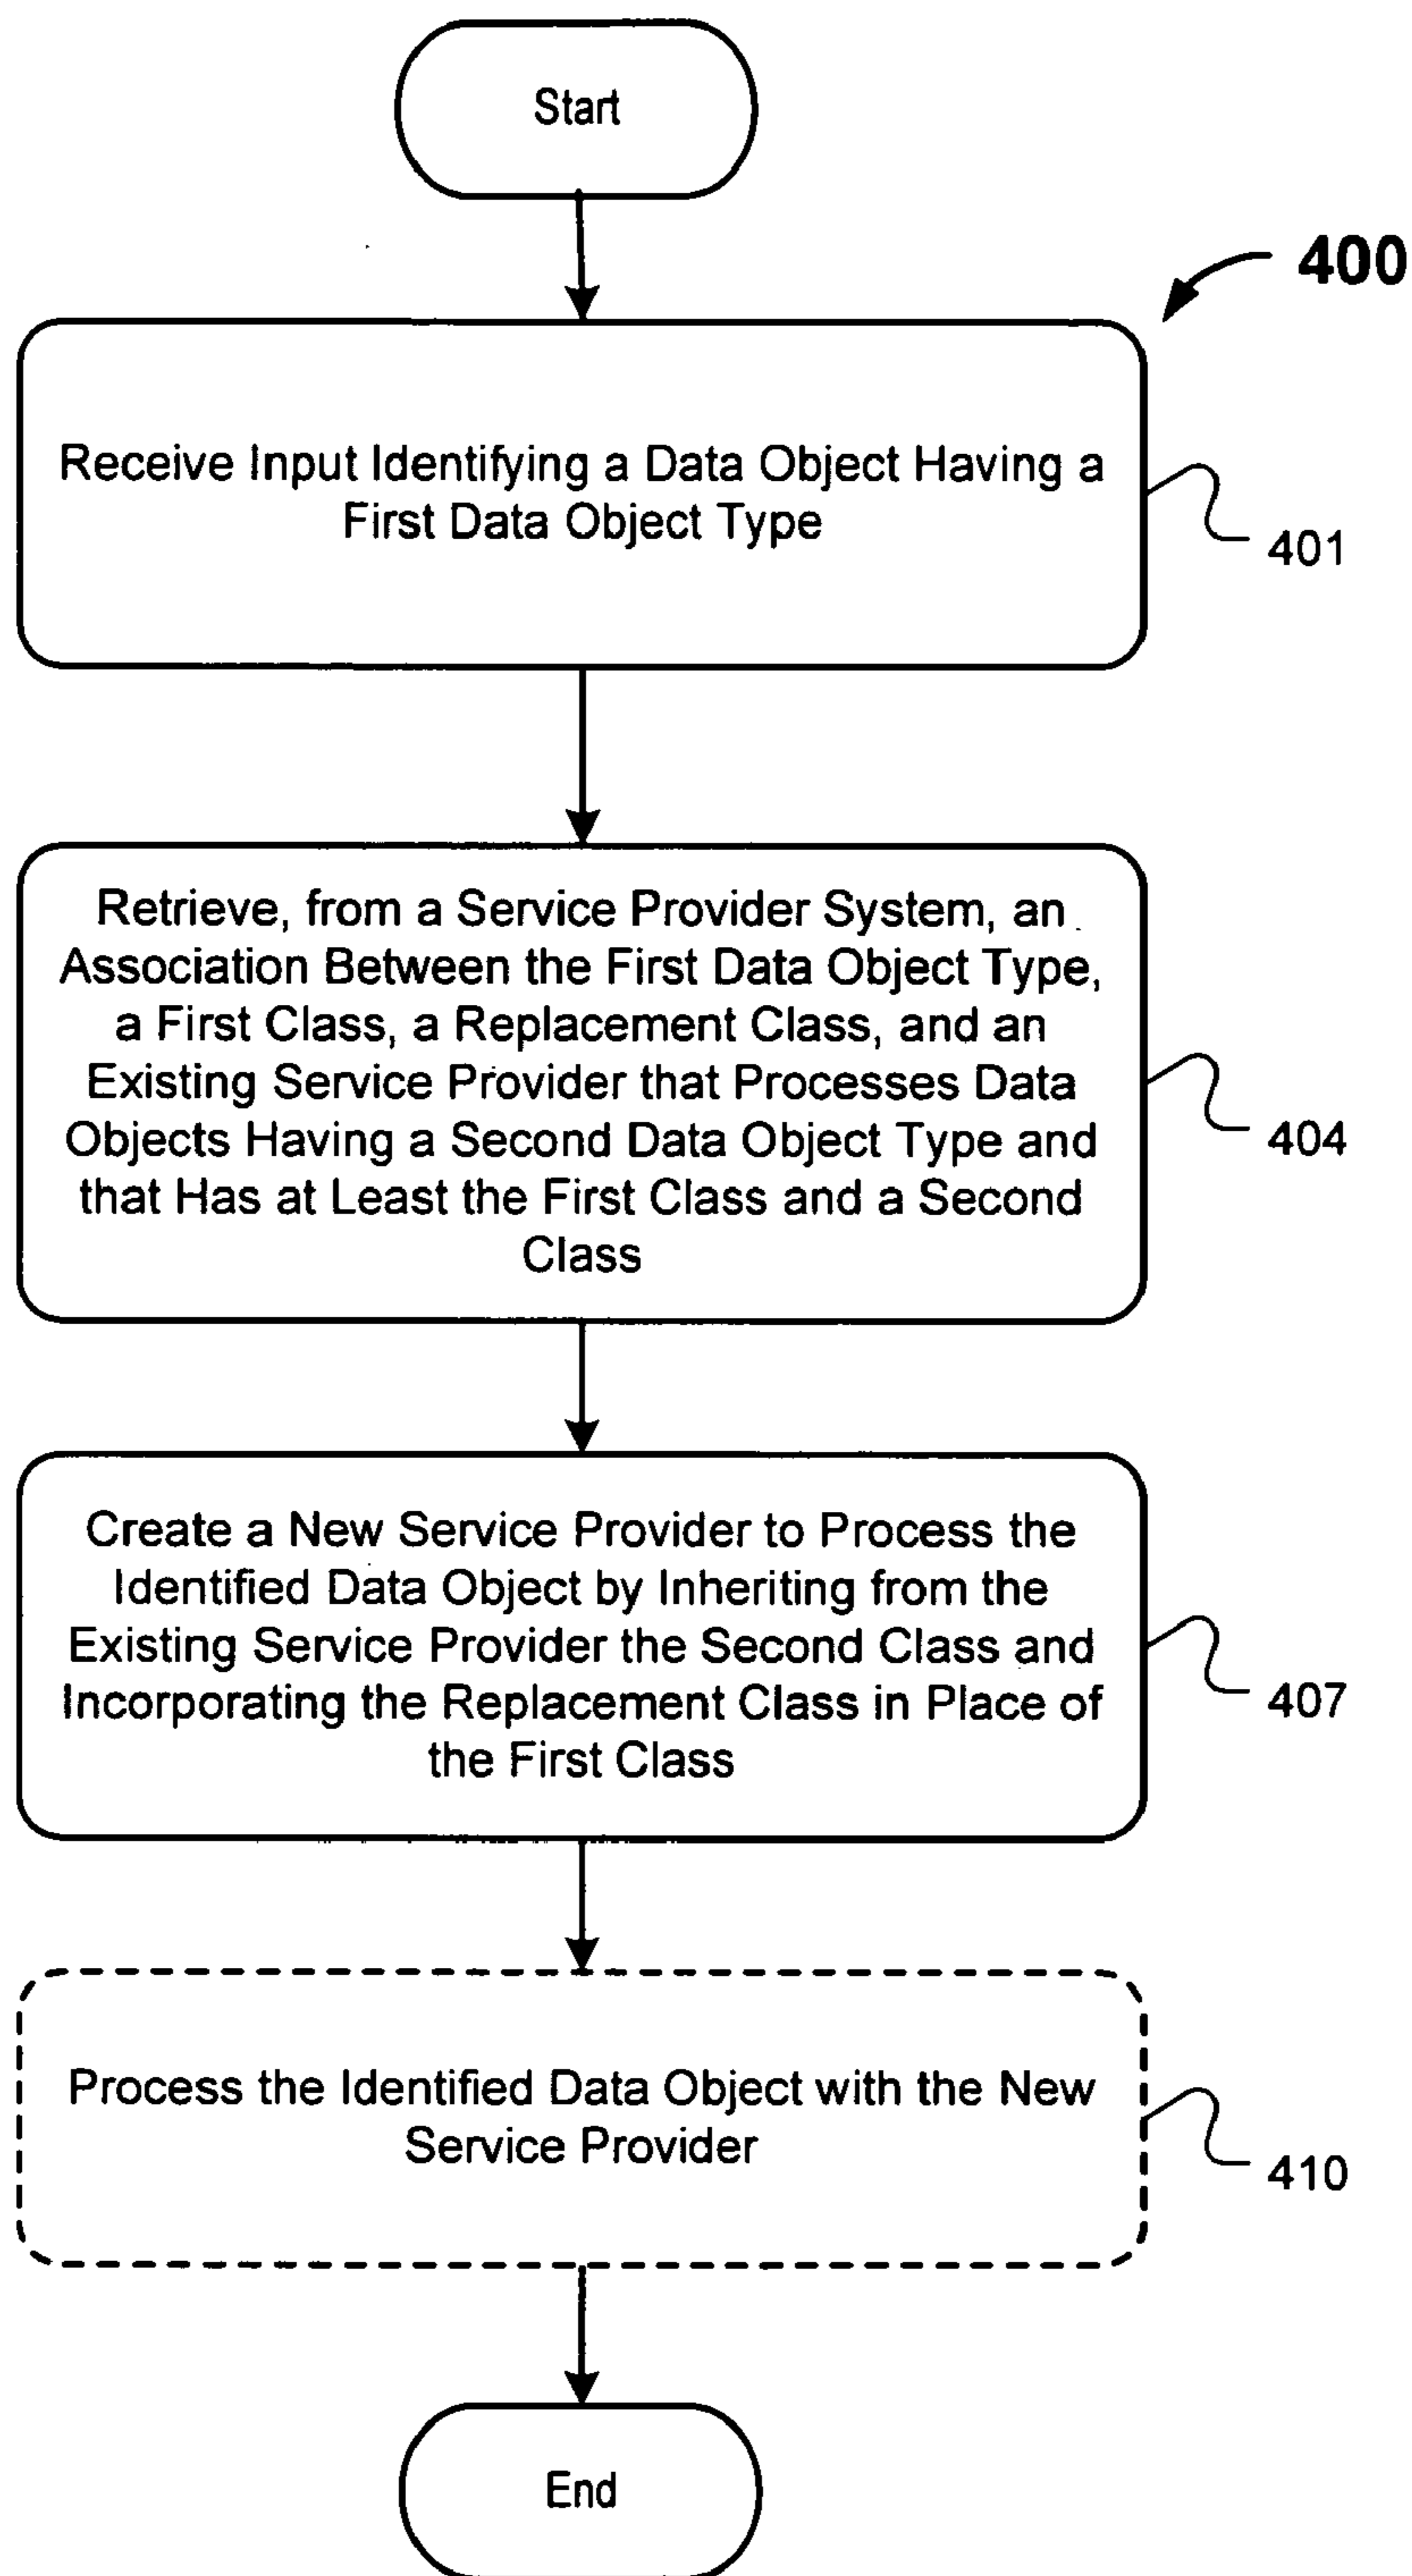 Start
400
Receive Input Identifying a Data Object Having a
First Data Object Type
401
Retrieve, from a Service Provider System, an
Association Between the First Data Object Type,
a First Class, a Replacement Class, and an
Existing Service Provider that Processes Data
Objects Having a Second Data Object Type and
that Has at Least the First Class and a Second
Class
404
Create a New Service Provider to Process the
Identified Data Object by Inheriting from the
Existing Service Provider the Second Class and
Incorporating the Replacement Class in Place of
the First Class
407
Process the Identified Data Object with the New
Service Provider
410
End